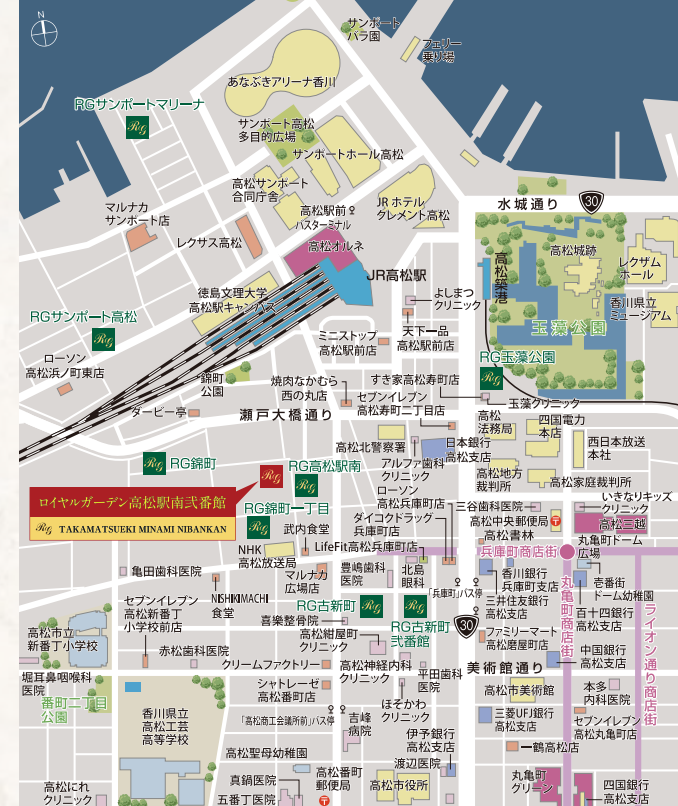 N
サンポート
バラ園
フェリー
乗り場
あなぶきアリーナ香川
RGサンポートマリーナ
RG
サンポート高松
多目的広場
サンポートホール高松
高松サンポート
合同庁舎
JRホテル
クレメント高松
水城通り
30
マルナカ
サンポート店
高松駅前
バスターミナル
レクサス高松
高松オルネ
高松築港
高松城跡
レクザム
ホール
JR高松駅
徳島文理大学
高松駅キャンパス
よしまつ
クリニック
香川県立
ミュージアム
RGサンポート高松
RG
玉藻公園
天下一品
高松駅前店
ミニストップ
高松駅前店
ローソン
高松浜ノ町東店
RG玉藻公園
RG
錦町
公園
焼肉なかむら
西の丸店
すき家高松寿町店
セブンイレブン
高松寿町二丁目店
玉藻クリニック
ダービー亭
瀬戸大橋通り
高松
法務局
四国電力
本店
高松北警察署
日本銀行
高松支店
西日本放送
本社
RG
RG錦町
RG
RG高松駅南
RG
アルファ歯科
クリニック
高松地方
裁判所
高松家庭裁判所
ロイヤルガーデン高松駅南弐番館
RG TAKAMATSUEKI MINAMI NIBANKAN
ローソン
高松兵庫町店
いきなりキッズ
クリニック
RG錦町一丁目
RG
三谷歯科医院
高松中央郵便局
高松三越
武内食堂
ダイコクドラッグ
兵庫町店
高松書林
丸亀町ドーム
広場
NHK
高松放送局
LifeFit高松兵庫町店
兵庫町商店街
亀田歯科医院
マルナカ
広場店
豊嶋歯科
医院
北島
眼科
香川銀行
兵庫町支店
壱番街
ドーム幼稚園
NISHIKIMACHI
食堂
「兵庫町」バス停
三井住友銀行
高松支店
セブンイレブン
高松新番丁
小学校前店
RG古新町
RG
RG
百十四銀行
高松支店
喜樂整骨院
RG古新町
弐番館
30
丸亀町商店街
ライオン通り商店街
高松市立
新番丁小学校
高松紺屋町
クリニック
ファミリーマート
高松磨屋町店
中国銀行
高松支店
赤松歯科医院
クリームファクトリー
高松神経内科
クリニック
美術館通り
堀耳鼻咽喉科
医院
平田歯科
医院
シャトレーゼ
高松番町店
高松市美術館
本多
内科医院
番町二丁目
公園
ほそかわ
クリニック
香川県立
高松工芸
高等学校
「高松商工会議所前」バス停
吉峰
病院
三菱UFJ銀行
高松支店
セブンイレブン
高松丸亀町店
伊予銀行
高松支店
高松聖母幼稚園
一鶴高松店
渡辺医院
高松番町
郵便局
真鍋医院
高松市役所
丸亀町
グリーン
四国銀行
高松支店
高松にれ
クリニック
五番丁医院